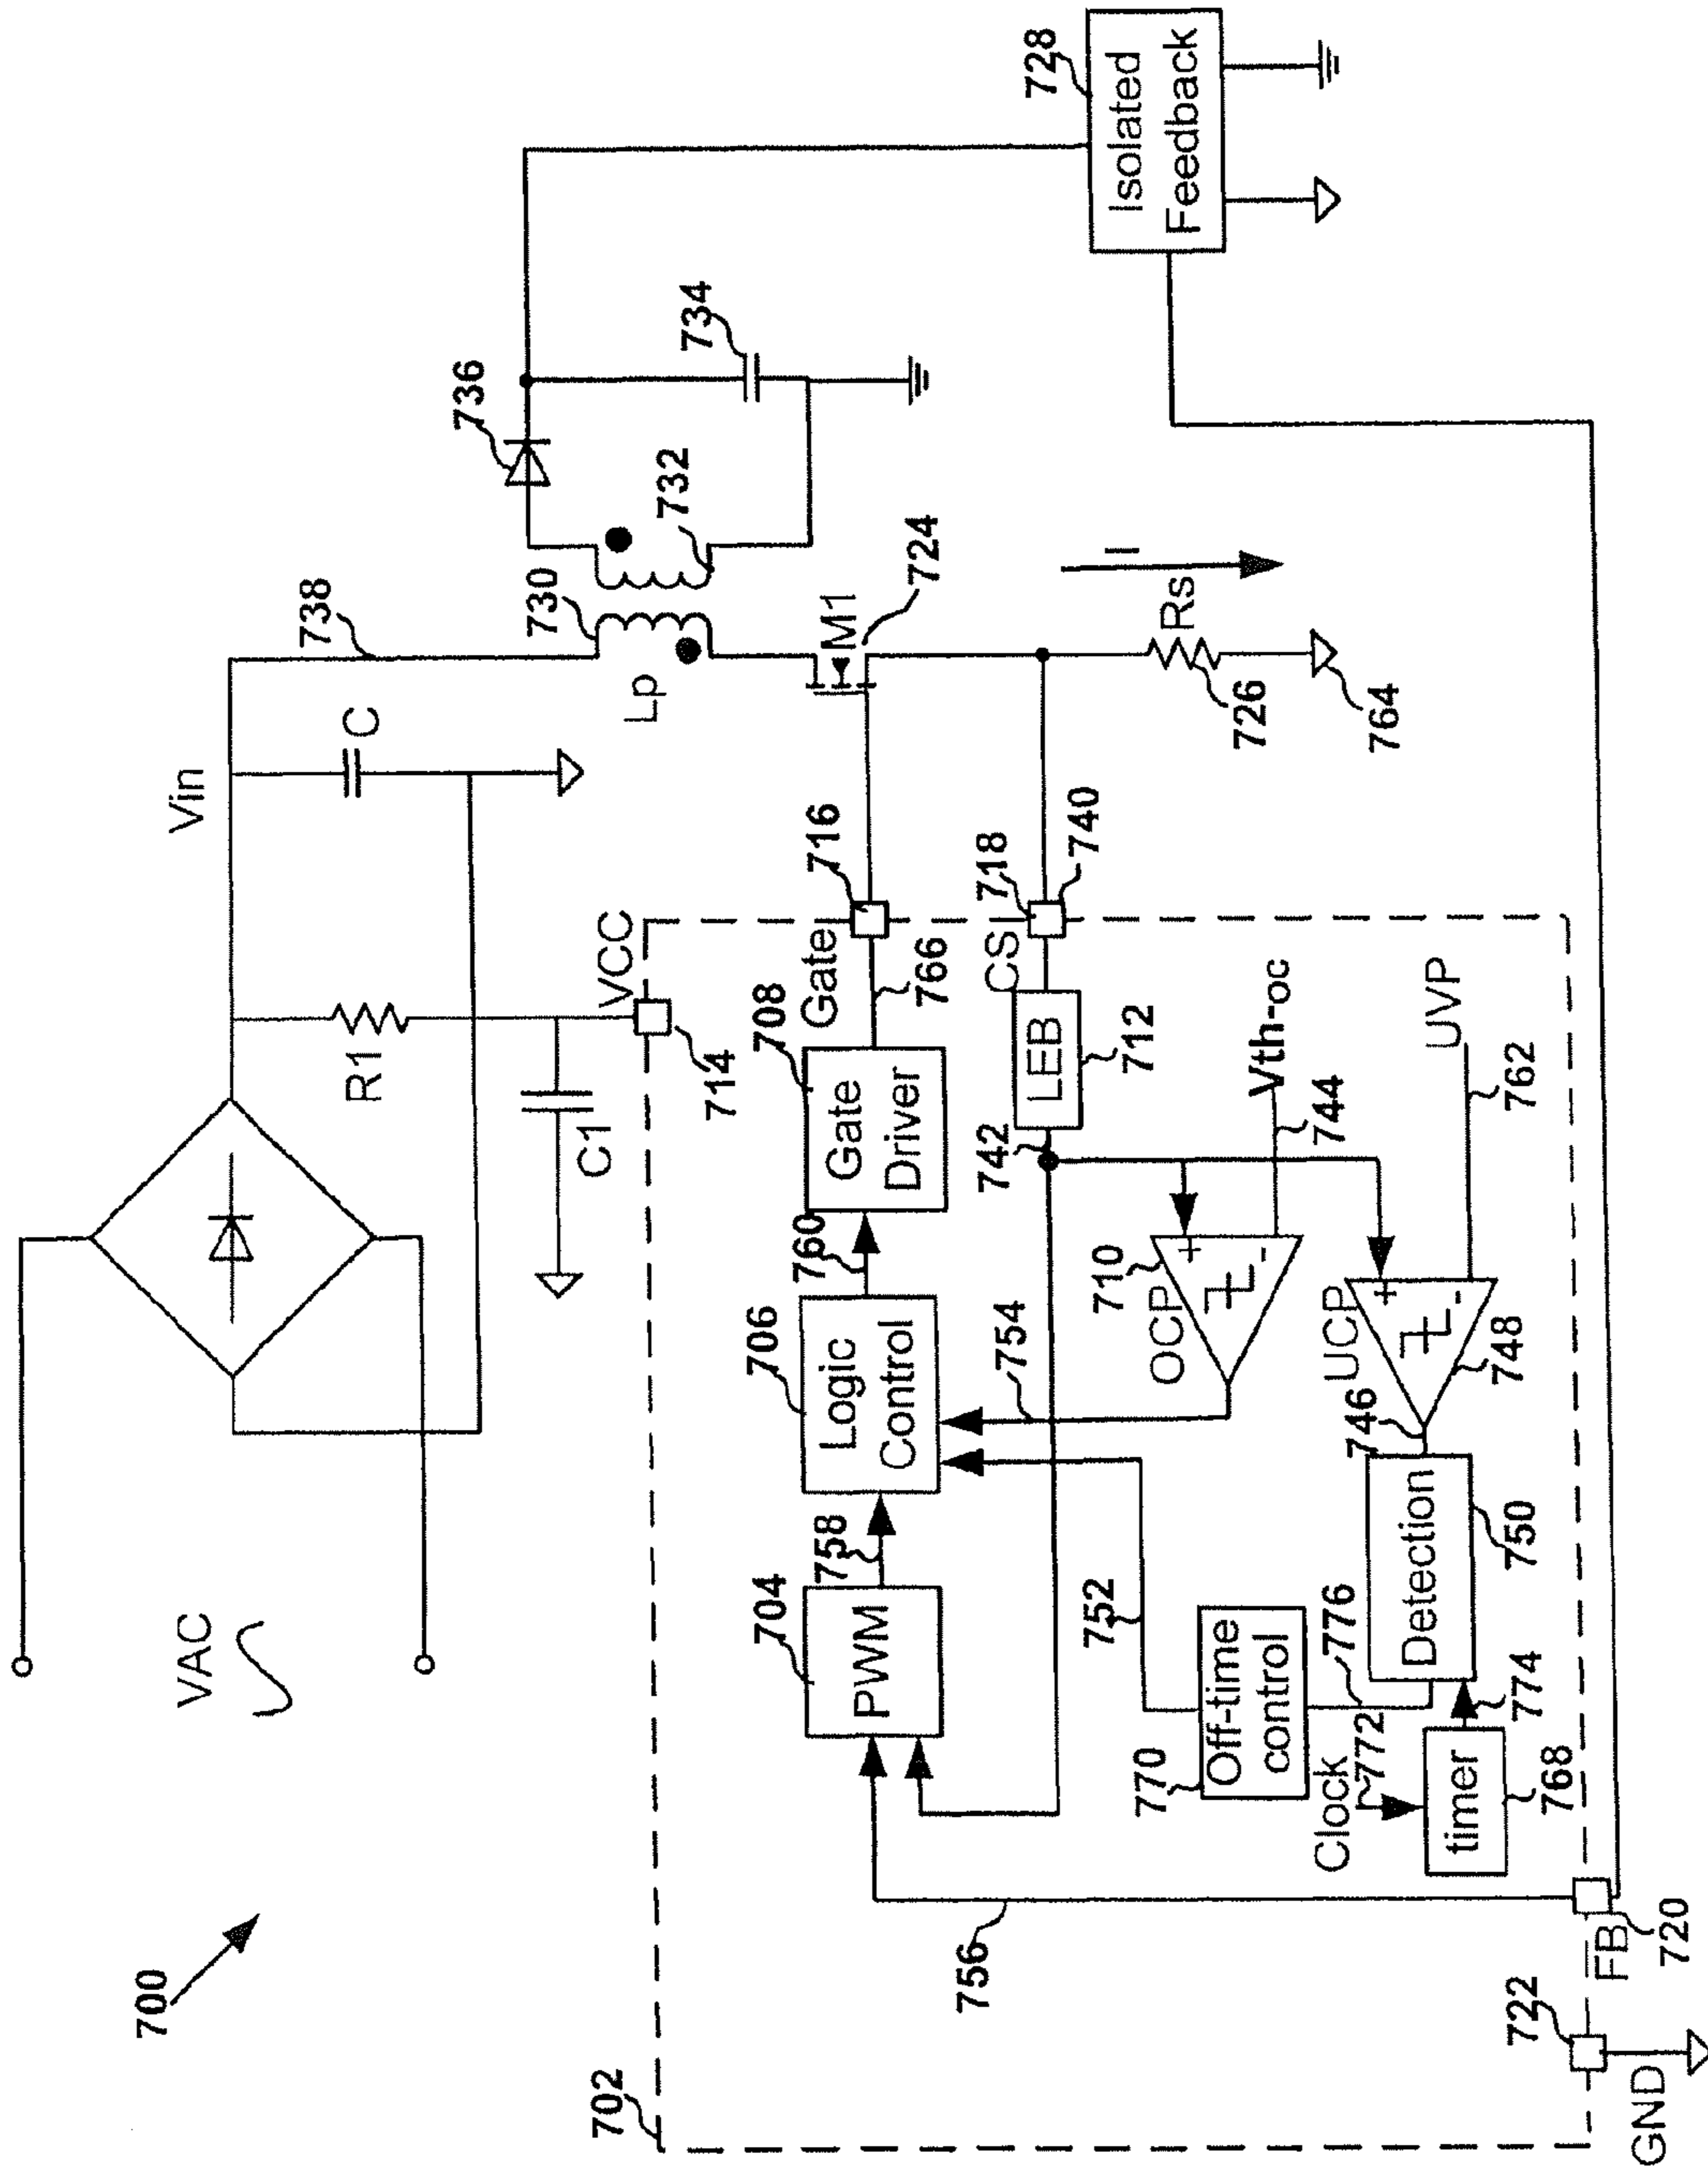 700
VAC
Vin
738
R1
C
C1
VCC
714
Lp
730
732
736
734
728
Isolated
Feedback
702
704
PWM
758
706
Logic
Control
760
708
Gate
Driver
766
Gate
716
M1
724
I
Rs
726
764
CS
718
740
LEB
712
742
Vth-oc
744
710
OCP
754
752
756
UCP
748
746
UVP
762
750
Detection
776
774
770
Off-time
control
Clock
772
timer
768
FB
720
722
GND
+
-
+
-